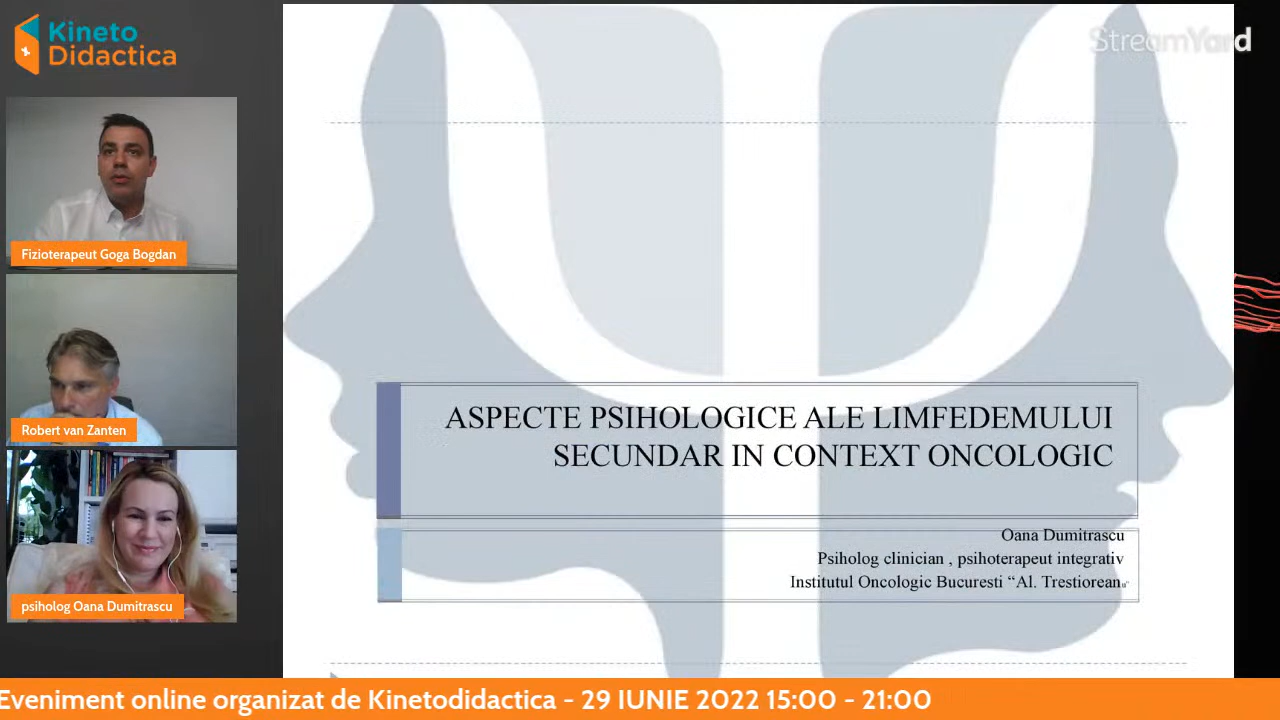 Kineto
Didactica
StreamYard
Fizioterapeut Goga Bogdan
Robert van Zanten
psiholog Oana Dumitrascu
ASPECTE PSIHOLOGICE ALE LIMFEDEMULUI
SECUNDAR IN CONTEXT ONCOLOGIC
Oana Dumitrascu
Psiholog clinician , psihoterapeut integrativ
Institutul Oncologic Bucuresti “Al. Trestiorean
Eveniment online organizat de Kinetodidactica - 29 IUNIE 2022 15:00 - 21:00